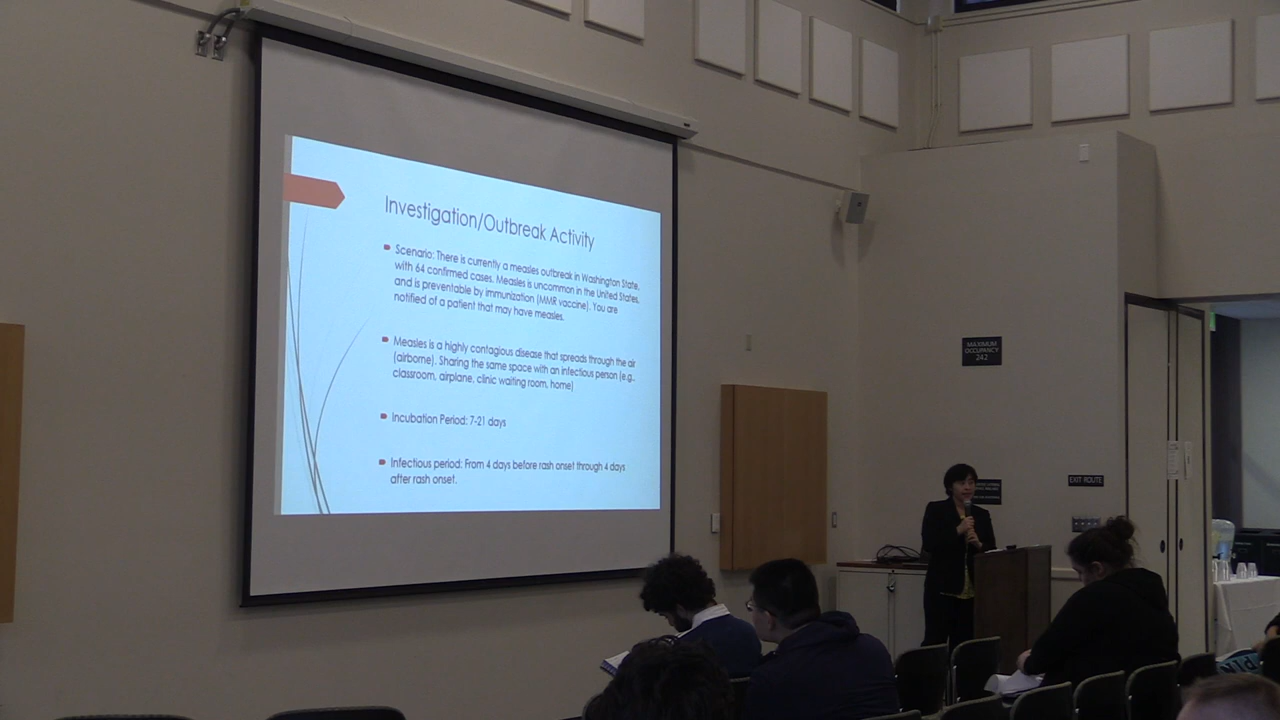 Investigation/Outbreak Activity
Scenario: There is currently a measles outbreak in Washington State,
with 64 confirmed cases. Measles is uncommon in the United States,
and is preventable by immunization (MMR vaccine). You are
notified of a patient that may have measles.
Measles is a highly contagious disease that spreads through the air
(airborne). Sharing the same space with an infectious person (e.g.,
classroom, airplane, clinic waiting room, home)
Incubation Period: 7-21 days
Infectious period: From 4 days before rash onset through 4 days
after rash onset.
MAXIMUM
OCCUPANCY
242
EXIT ROUTE